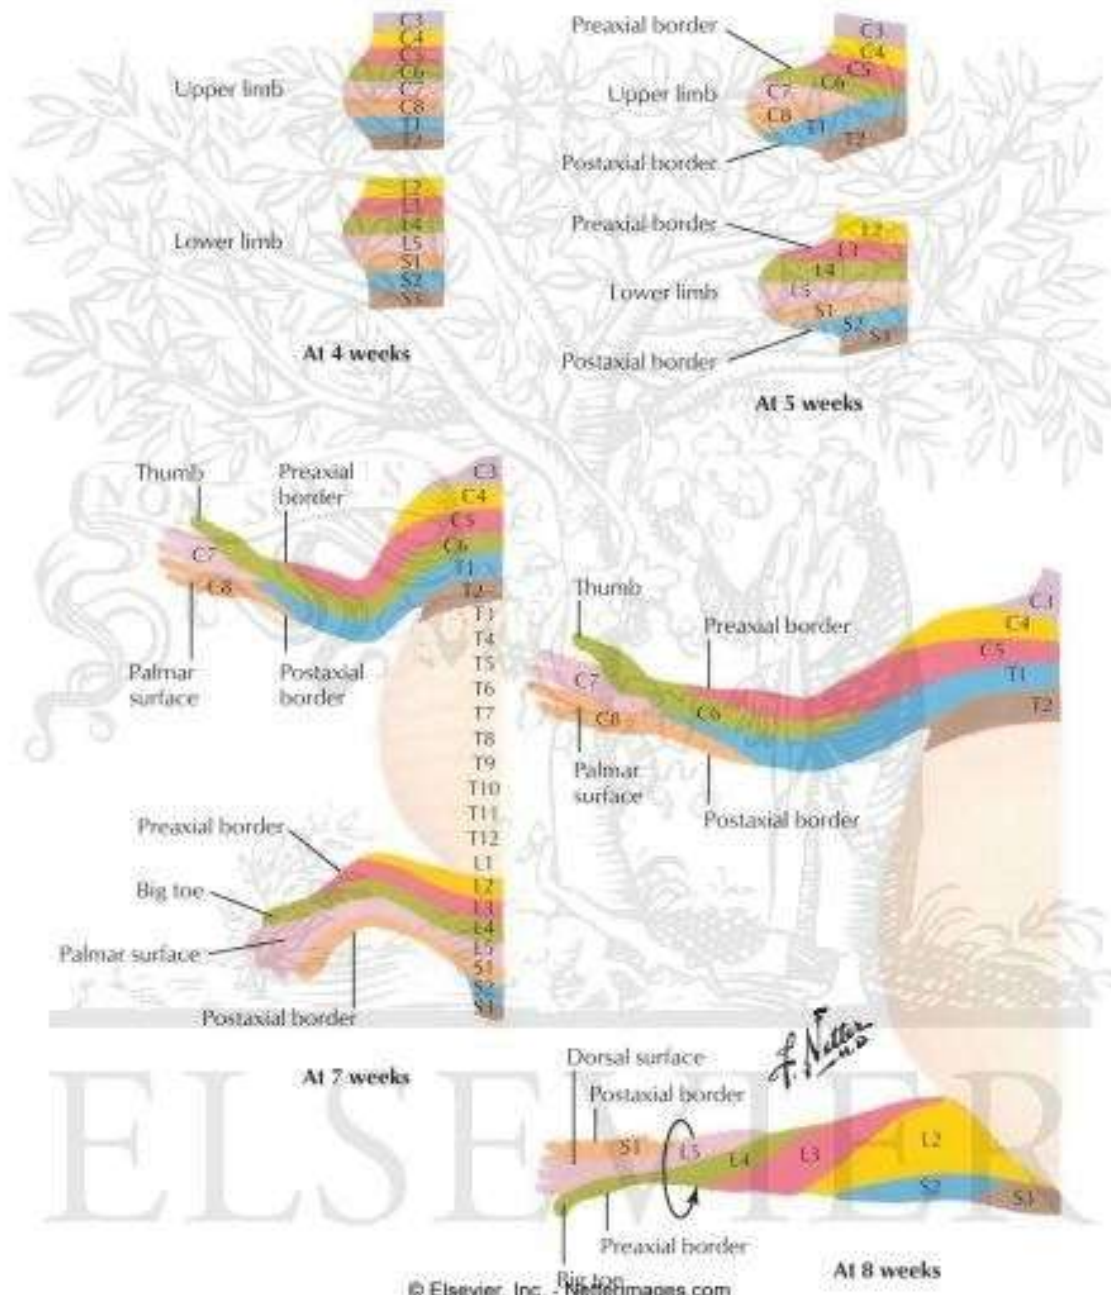 C3
C4
C5
C6
Upper limb
C7
C8
T1
T2
L2
L3
L4
Lower limb
L5
S1
S2
S3
At 4 weeks
Preaxial border
C3
C4
C5
C6
C7
Upper limb
C8
T1
T2
Postaxial border
Preaxial border
L2
L3
L4
Lower limb
L5
S1
S2
S3
Postaxial border
At 5 weeks
Thumb
Preaxial
border
C3
C4
C5
C6
C7
T1
C8
T2
T3
T4
Palmar
surface
Postaxial
border
T5
T6
T7
T8
T9
T10
T11
T12
Preaxial border
L1
Big toe
L2
L3
L4
Palmar surface
L5
S1
S2
S3
Postaxial border
At 7 weeks
Thumb
Preaxial border
C3
C4
C5
T1
C7
C6
C8
T2
Palmar
surface
Postaxial border
F. Netter
M.D.
Dorsal surface
Postaxial border
S1
L5
L4
L3
L2
S2
S3
Preaxial border
Big toe
At 8 weeks
ELSEVIER
© Elsevier, Inc. - Netterimages.com